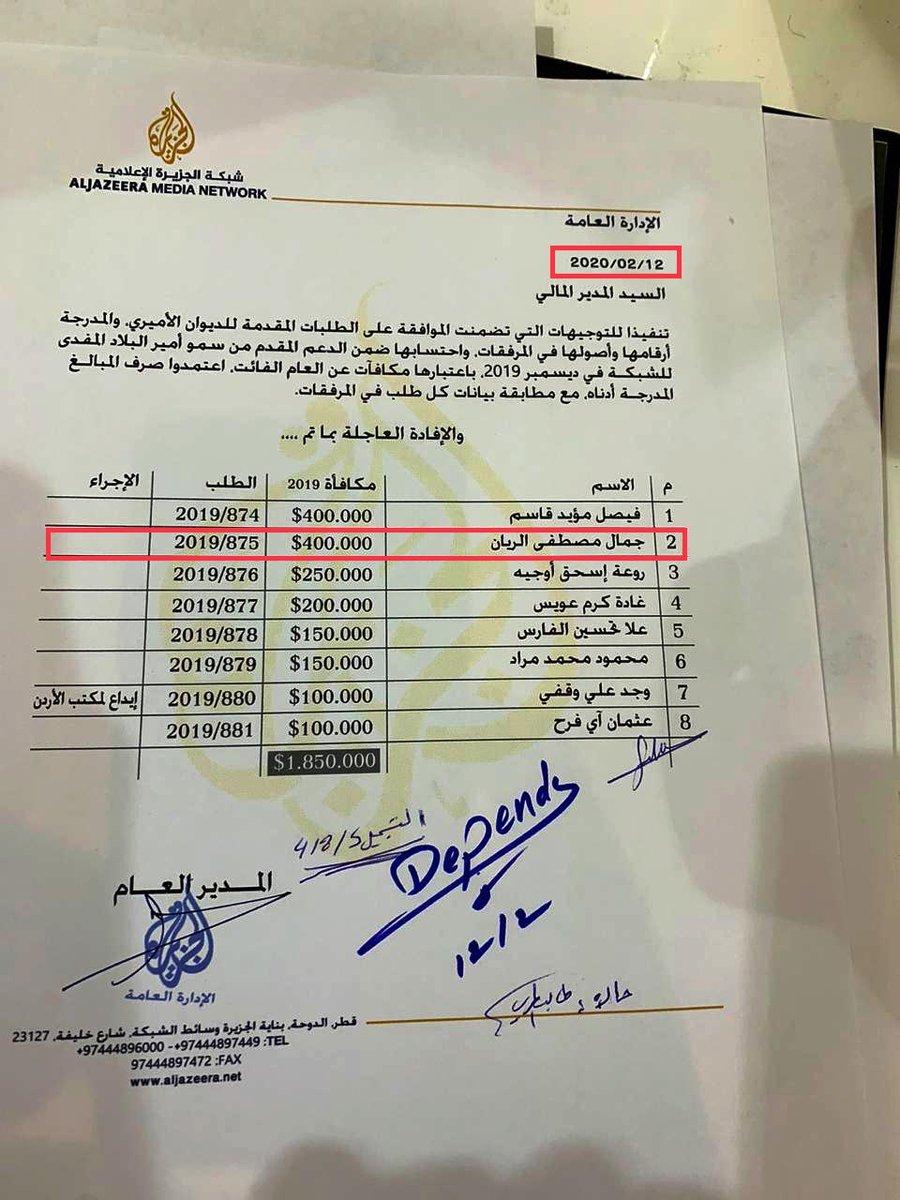 الجزيرة
شبكة الجزيرة الإعلامية
ALJAZEERA MEDIA NETWORK
الإدارة العامة
2020/02/12
السيد المدير المالي
تنفيذا للتوجيهات التي تضمنت الموافقة على الطلبات المقدمة للديوان الأميري، والمدرجة
أرقامها وأصولها في المرفقات، واحتسابها ضمن الدعم المقدم من سمو أمير البلاد المفدى
للشبكة في ديسمبر 2019، باعتبارها مكافآت عن العام الفائت، اعتمدوا صرف المبالغ
المدرجة أدناه، مع مطابقة بيانات كل طلب في المرفقات.
والإفادة العاجلة بما تم ....
م الاسم مكافأة 2019 الطلب الإجراء
1 فيصل مؤيد قاسم $400.000 2019/874
2 جمال مصطفى الريان $400.000 2019/875
3 روعة إسحق أوجيه $250.000 2019/876
4 غادة كرم عويس $200.000 2019/877
5 علا تحسين الفارس $150.000 2019/878
6 محمود محمد مراد $150.000 2019/879
7 وجد علي وقفي $100.000 2019/880 إيداع لمكتب الأردن
8 عثمان آي فرح $100.000 2019/881
$1.850.000
Depends
12/2
المدير العام
الجزيرة
الإدارة العامة
قطر، الدوحة، بناية الجزيرة وسائط الشبكة، شارع خليفة، 23127
TEL: +97444897449 - +97444896000
FAX: 97444897472
www.aljazeera.net